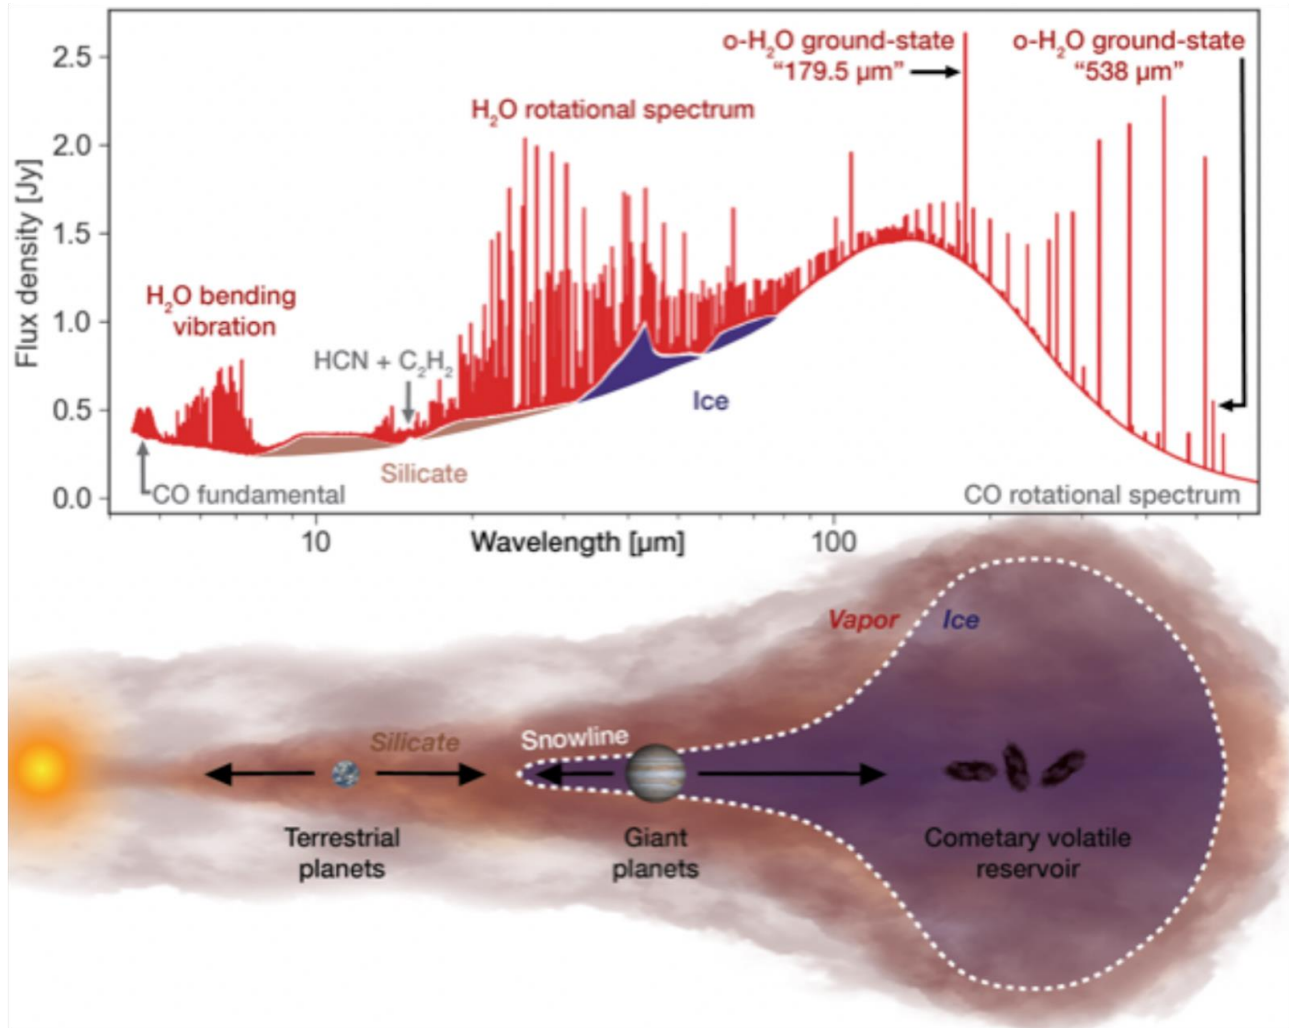 o-H₂O ground-state
“179.5 µm”
o-H₂O ground-state
“538 µm”
H₂O rotational spectrum
H₂O bending
vibration
HCN + C₂H₂
Ice
Silicate
CO fundamental
CO rotational spectrum
Flux density [Jy]
2.5
2.0
1.5
1.0
0.5
0.0
10
Wavelength [µm]
100
Vapor
Ice
Silicate
Snowline
Terrestrial
planets
Giant
planets
Cometary volatile
reservoir